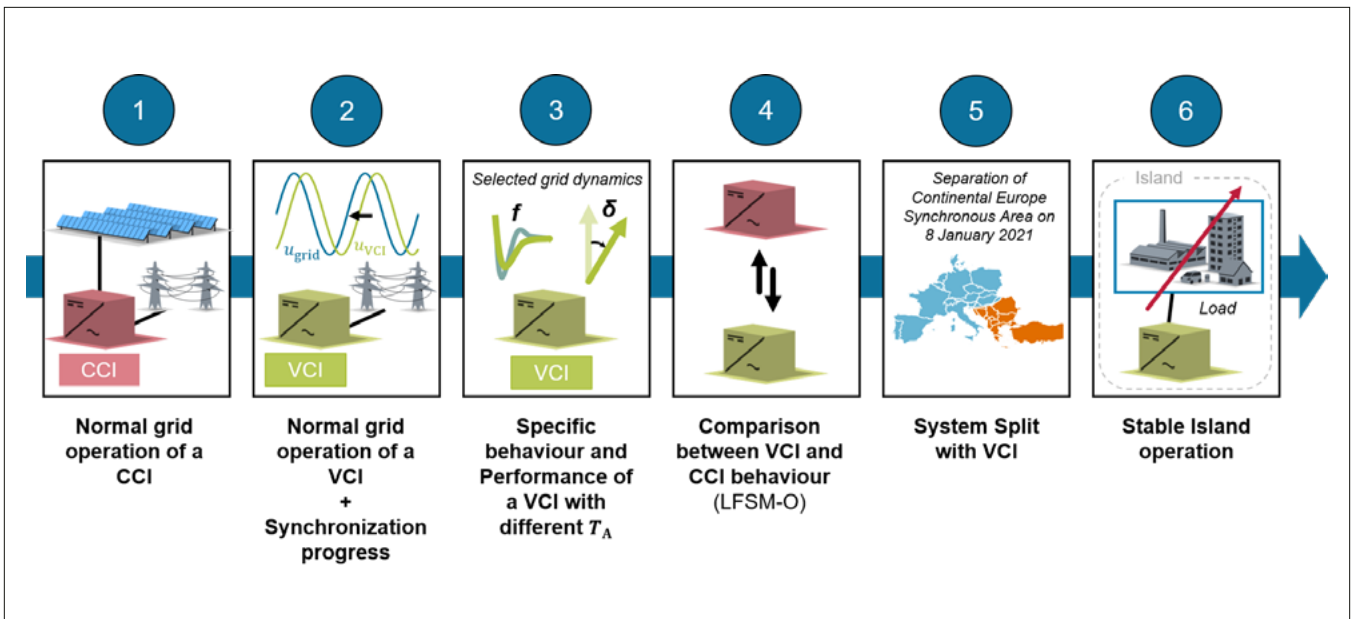 1
2
3
4
5
6
CCI
Normal grid
operation of a
CCI
u_grid
u_VCI
VCI
Normal grid
operation of a
VCI
+
Synchronization
progress
Selected grid dynamics
f
δ
VCI
Specific
behaviour and
Performance of
a VCI with
different T_A
Comparison
between VCI and
CCI behaviour
(LFSM-O)
Separation of
Continental Europe
Synchronous Area on
8 January 2021
System Split
with VCI
Island
Load
Stable Island
operation